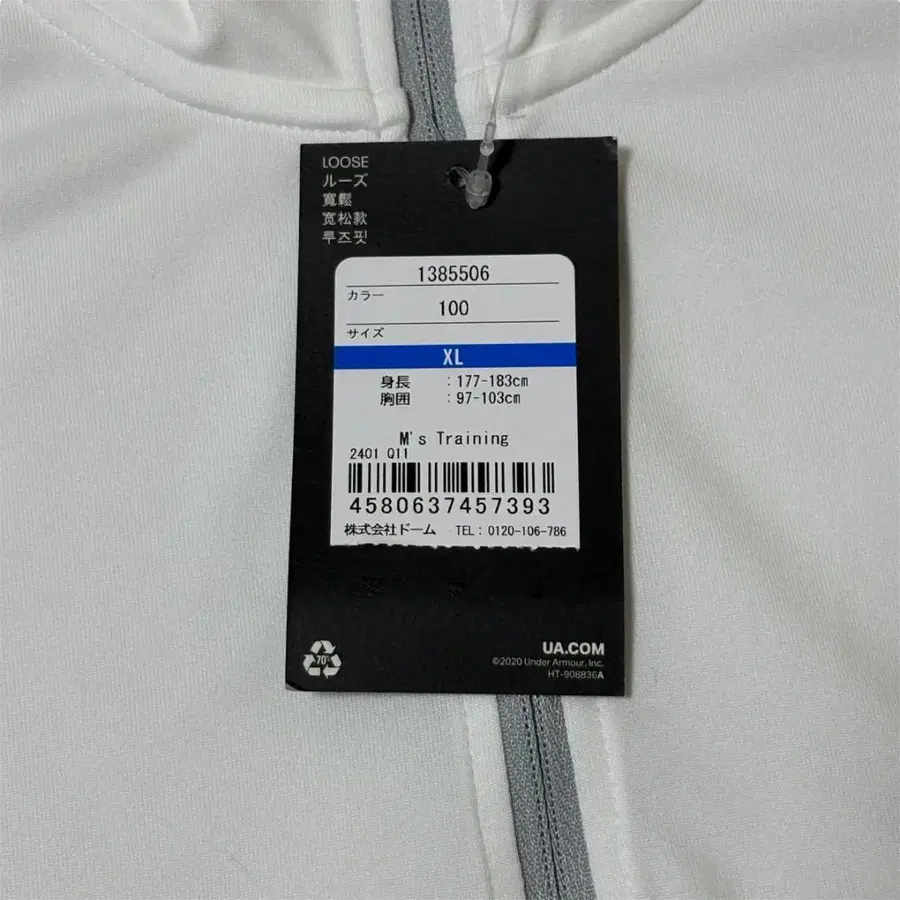 LOOSE
ルーズ
寬鬆
宽松款
루즈핏
1385506
カラー
100
サイズ
XL
身長 : 177-183cm
胸囲 : 97-103cm
M's Training
2401 Q11
4580637457393
株式会社ドーム TEL: 0120-106-786
70%
UA.COM
©2020 Under Armour, Inc.
HT-908836A